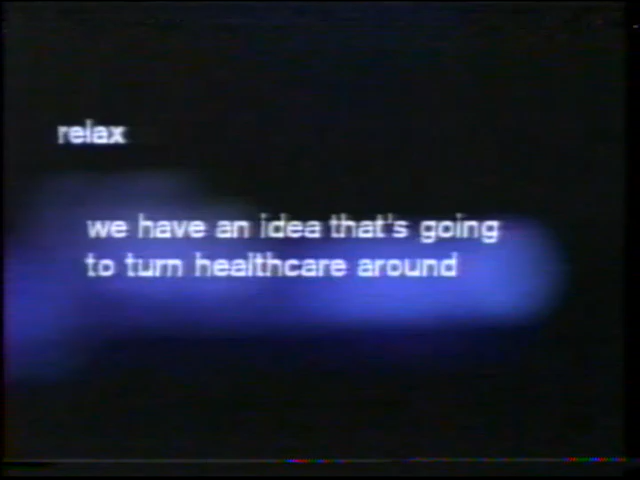 relax
we have an idea that's going
to turn healthcare around